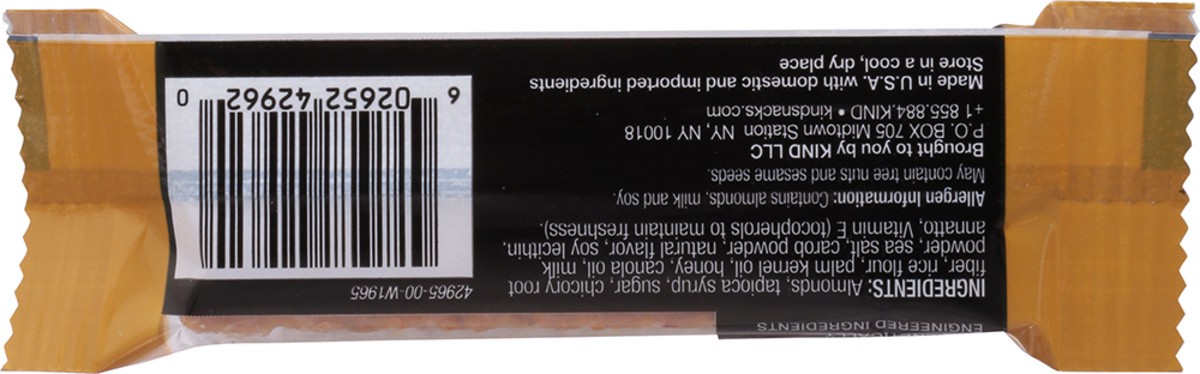 GENETICALLY
ENGINEERED INGREDIENTS
42965-00-W1965
INGREDIENTS: Almonds, tapioca syrup, sugar, chicory root
fiber, rice flour, palm kernel oil, honey, canola oil, milk
powder, sea salt, carob powder, natural flavor, soy lecithin,
annatto, Vitamin E (tocopherols to maintain freshness).
Allergen Information: Contains almonds, milk and soy.
May contain tree nuts and sesame seeds.
Brought to you by KIND LLC
P.O. BOX 705 Midtown Station NY, NY 10018
+1 855.884.KIND • kindsnacks.com
Made in U.S.A. with domestic and imported ingredients
Store in a cool, dry place
6 02652 42962 0